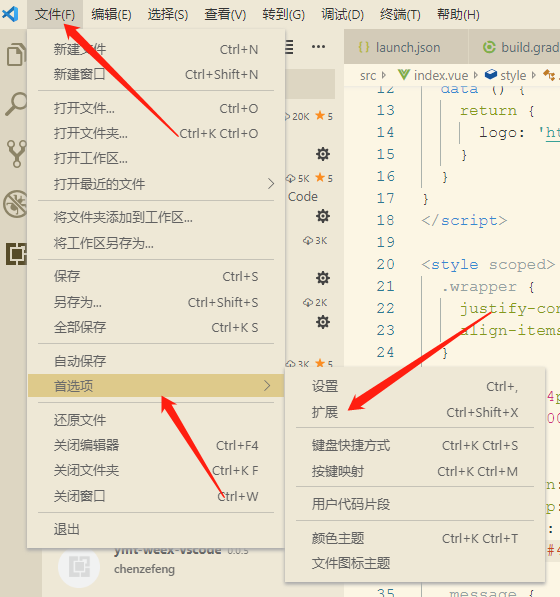 文件(F) 编辑(E) 选择(S) 查看(V) 转到(G) 调试(D) 终端(T) 帮助(H)
新建文件 Ctrl+N
新建窗口 Ctrl+Shift+N
打开文件... Ctrl+O
打开文件夹... Ctrl+K Ctrl+O
打开工作区...
打开最近的文件
将文件夹添加到工作区...
将工作区另存为...
保存 Ctrl+S
另存为... Ctrl+Shift+S
全部保存 Ctrl+K S
自动保存
首选项
还原文件
关闭编辑器 Ctrl+F4
关闭文件夹 Ctrl+K F
关闭窗口 Ctrl+W
退出
设置 Ctrl+,
扩展 Ctrl+Shift+X
键盘快捷方式 Ctrl+K Ctrl+S
按键映射 Ctrl+K Ctrl+M
用户代码片段
颜色主题 Ctrl+K Ctrl+T
文件图标主题
20K 5
5K 5
Code
3K
2K
3K 5
ymt-weex-vscode 0.0.5
chenzefeng
{} launch.json build.grad
src > index.vue > style >
12 data () {
13 return {
14 logo: 'ht
15 }
16 }
17 }
18 </script>
19
20 <style scoped>
21 .wrapper {
22 justify-con
23 align-items
24 }
35 .message {